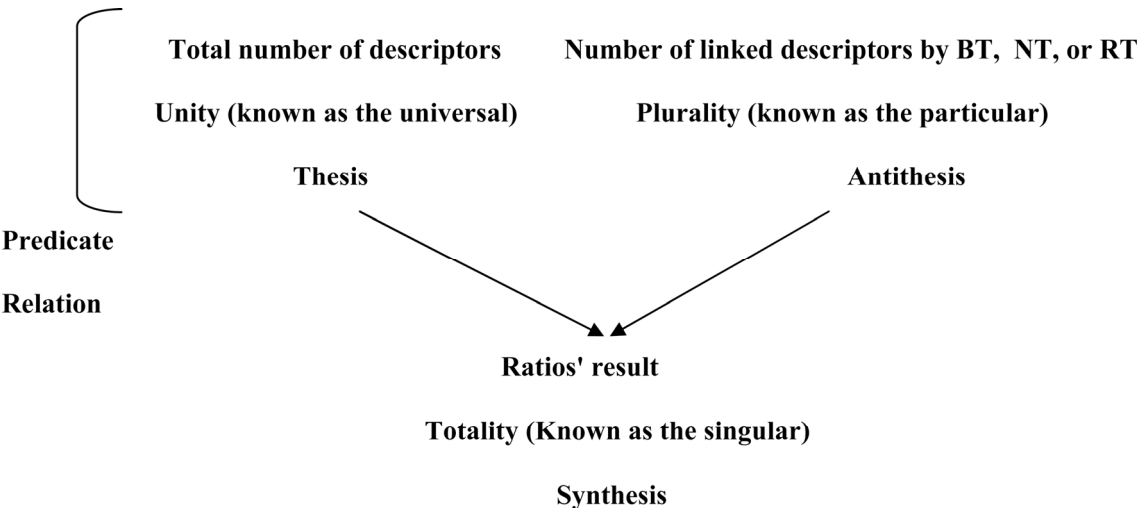 Total number of descriptors Number of linked descriptors by BT, NT, or RT
Unity (known as the universal) Plurality (known as the particular)
Thesis Antithesis
Predicate
Relation
Ratios' result
Totality (Known as the singular)
Synthesis